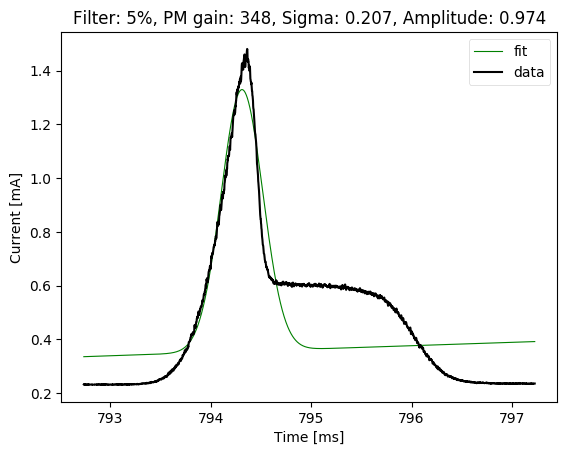 Filter: 5%, PM gain: 348, Sigma: 0.207, Amplitude: 0.974
fit
data
1.4
1.2
1.0
0.8
0.6
0.4
0.2
Current [mA]
793
794
795
796
797
Time [ms]